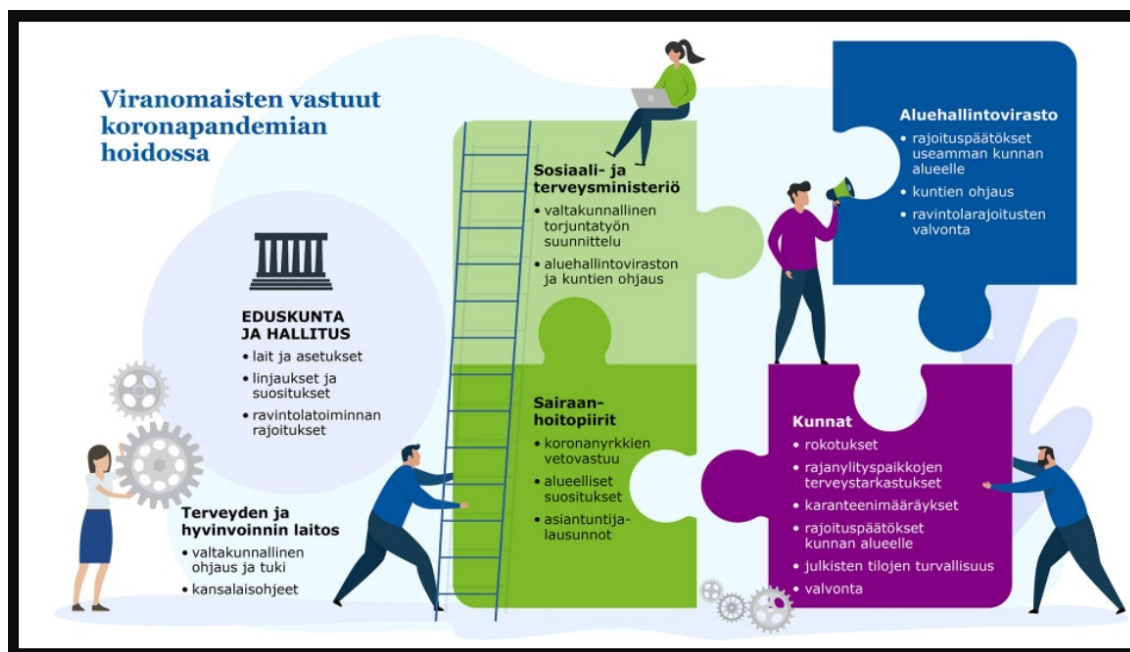 Viranomaisten vastuut
koronapandemian
hoidossa
EDUSKUNTA
JA HALLITUS
• lait ja asetukset
• linjaukset ja
suositukset
• ravintolatoiminnan
rajoitukset
Terveyden ja
hyvinvoinnin laitos
• valtakunnallinen
ohjaus ja tuki
• kansalaisohjeet
Sosiaali- ja
terveysministeriö
• valtakunnallinen
torjuntatyön
suunnittelu
• aluehallintoviraston
ja kuntien ohjaus
Sairaan-
hoitopiirit
• koronanyrkkien
vetovastuu
• alueelliset
suositukset
• asiantuntija-
lausunnot
Aluehallintovirasto
• rajoituspäätökset
useamman kunnan
alueelle
• kuntien ohjaus
• ravintolarajoitusten
valvonta
Kunnat
• rokotukset
• rajanylityspaikkojen
terveystarkastukset
• karanteenimääräykset
• rajoituspäätökset
kunnan alueelle
• julkisten tilojen turvallisuus
• valvonta